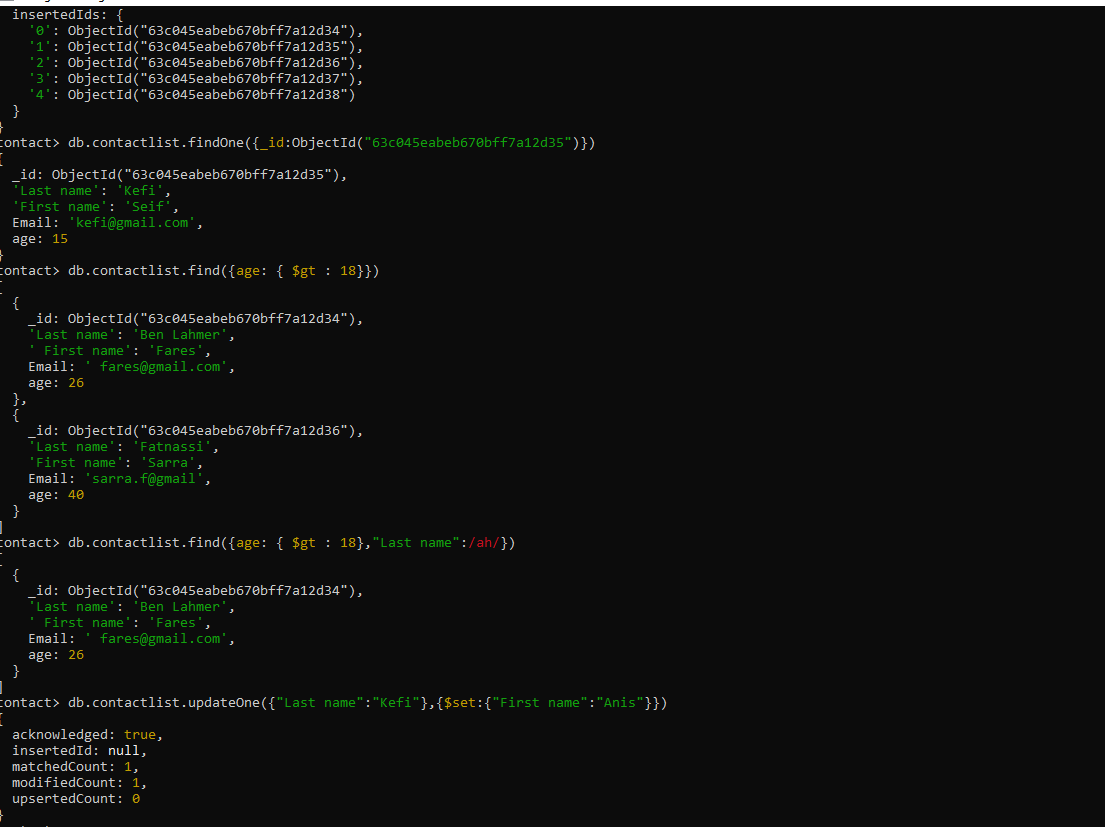 insertedIds: {
'0': ObjectId("63c045eabeb670bff7a12d34"),
'1': ObjectId("63c045eabeb670bff7a12d35"),
'2': ObjectId("63c045eabeb670bff7a12d36"),
'3': ObjectId("63c045eabeb670bff7a12d37"),
'4': ObjectId("63c045eabeb670bff7a12d38")
}
}
contact> db.contactlist.findOne({_id:ObjectId("63c045eabeb670bff7a12d35")})
{
_id: ObjectId("63c045eabeb670bff7a12d35"),
'Last name': 'Kefi',
'First name': 'Seif',
Email: 'kefi@gmail.com',
age: 15
}
contact> db.contactlist.find({age: { $gt : 18}})
[
{
_id: ObjectId("63c045eabeb670bff7a12d34"),
'Last name': 'Ben Lahmer',
' First name': 'Fares',
Email: ' fares@gmail.com',
age: 26
},
{
_id: ObjectId("63c045eabeb670bff7a12d36"),
'Last name': 'Fatnassi',
'First name': 'Sarra',
Email: 'sarra.f@gmail',
age: 40
}
]
contact> db.contactlist.find({age: { $gt : 18},"Last name":/ah/})
[
{
_id: ObjectId("63c045eabeb670bff7a12d34"),
'Last name': 'Ben Lahmer',
' First name': 'Fares',
Email: ' fares@gmail.com',
age: 26
}
]
contact> db.contactlist.updateOne({"Last name":"Kefi"},{$set:{"First name":"Anis"}})
{
acknowledged: true,
insertedId: null,
matchedCount: 1,
modifiedCount: 1,
upsertedCount: 0
}